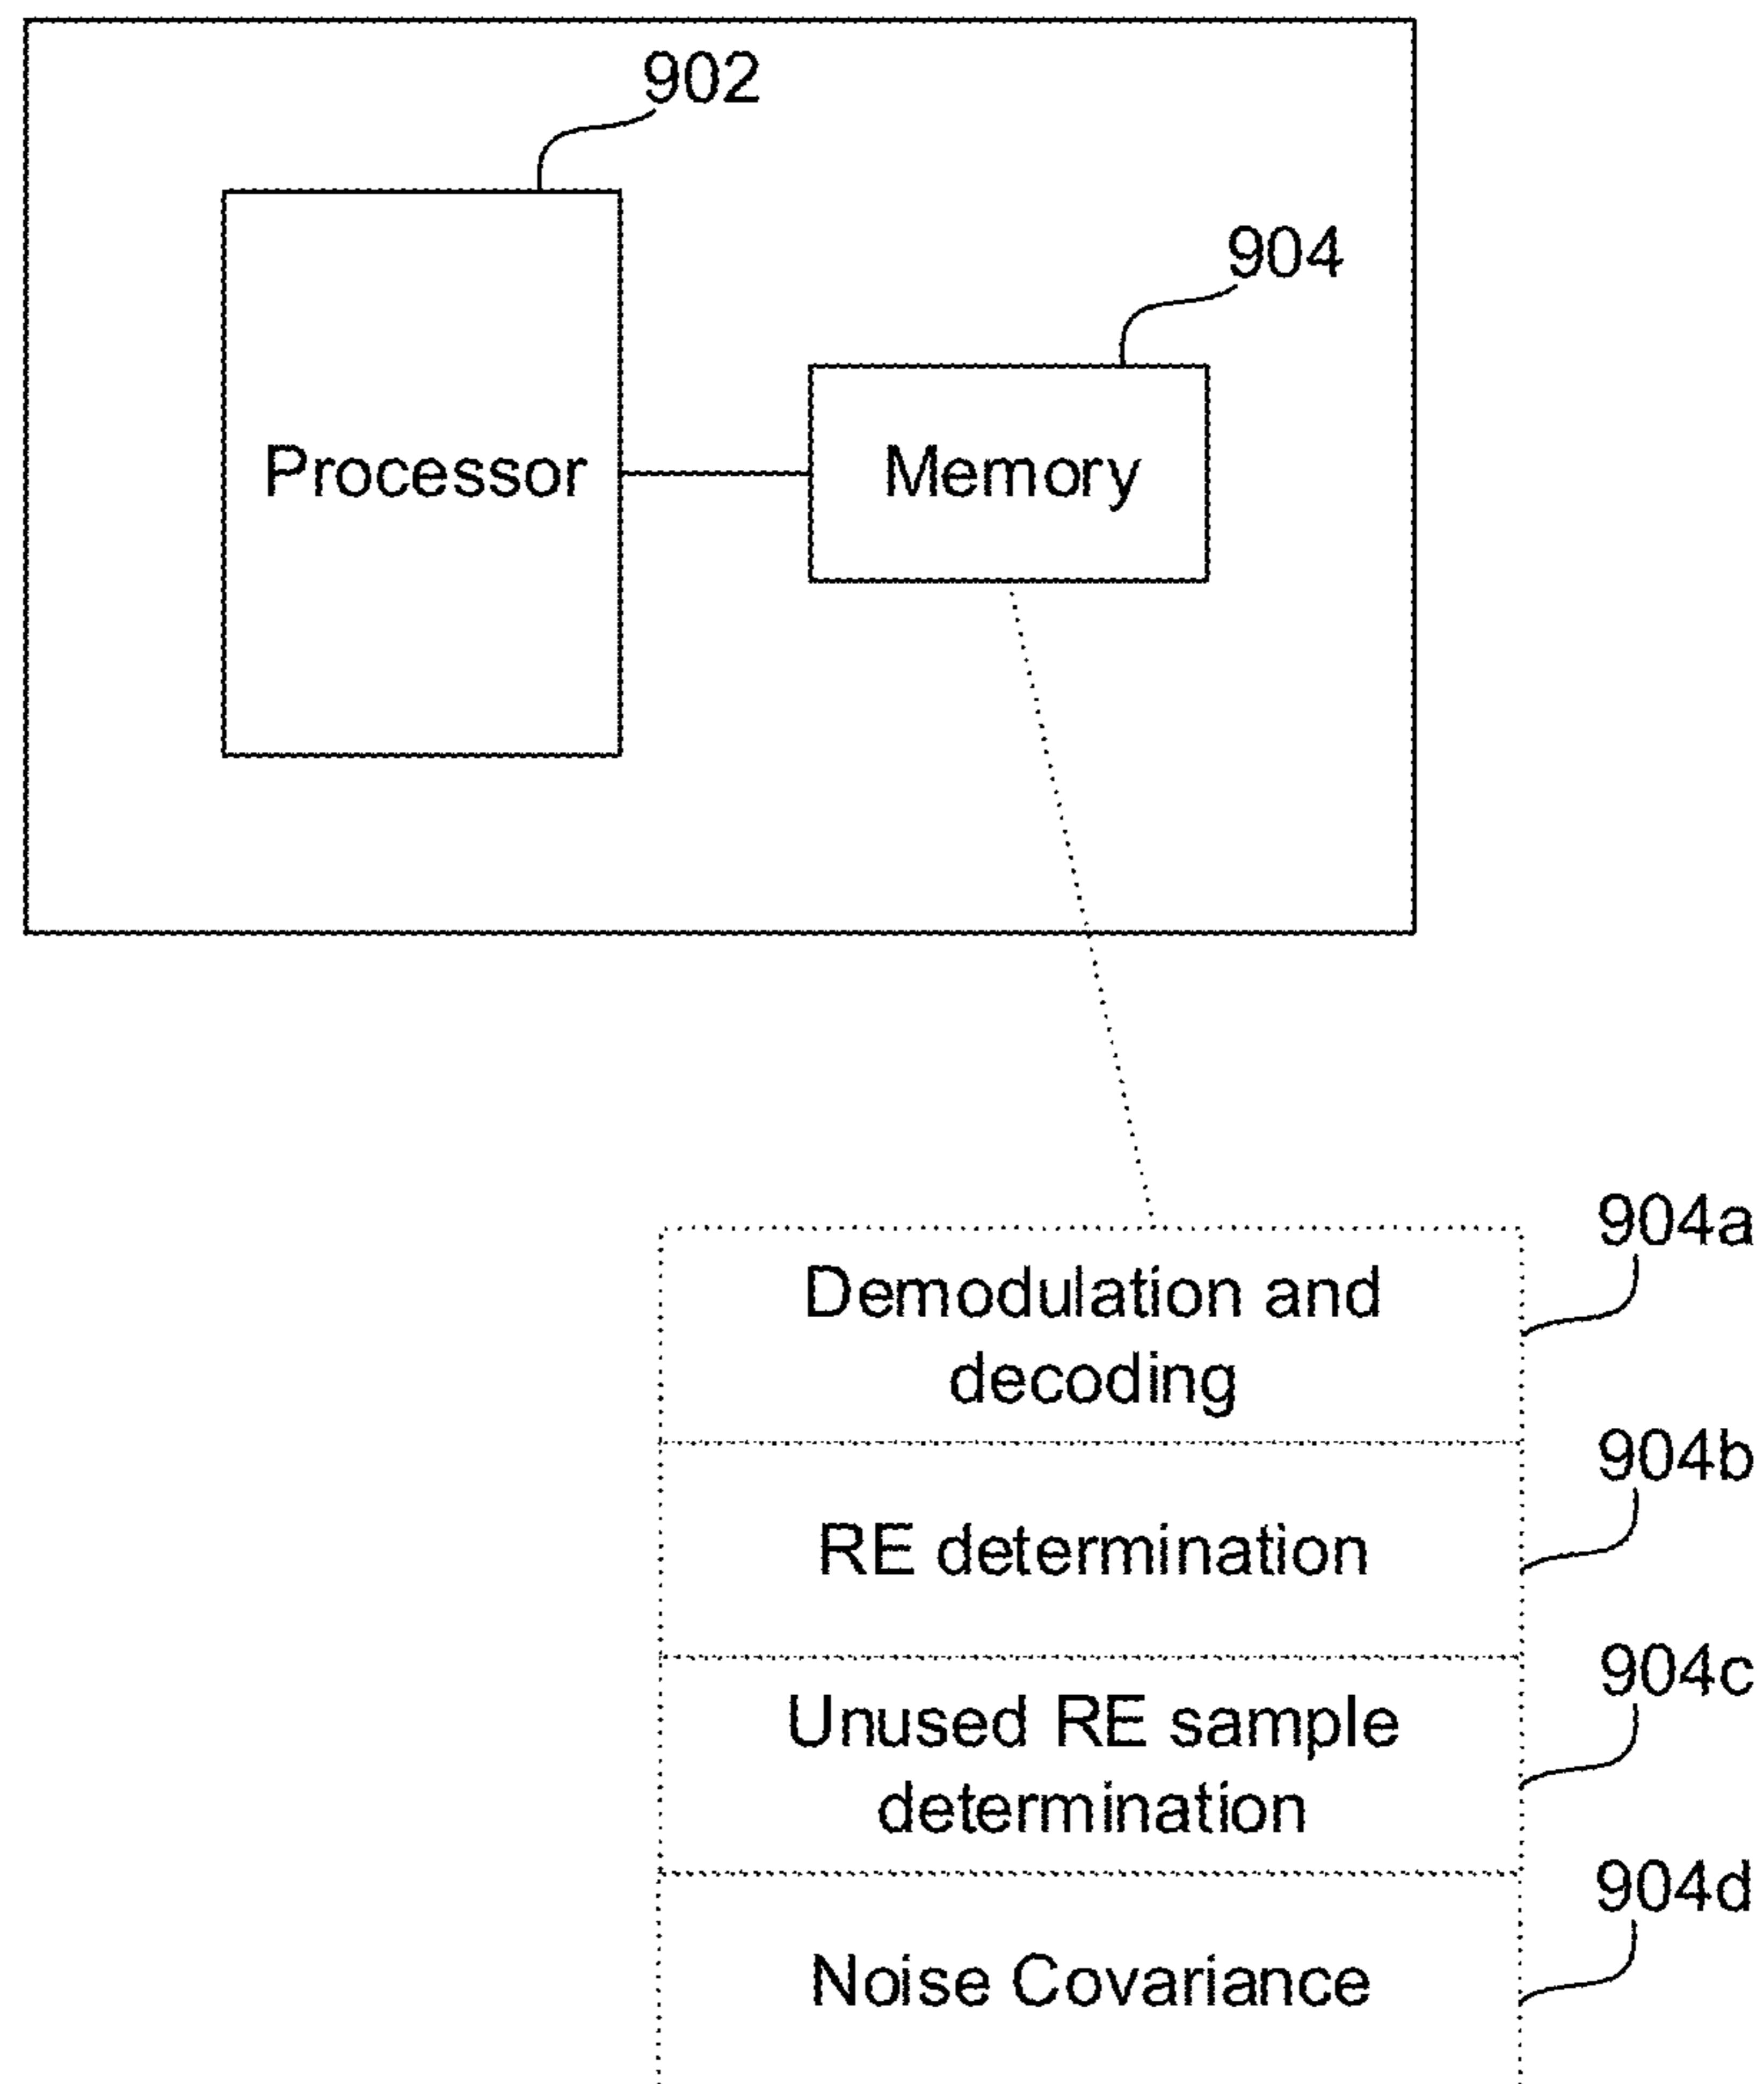 902
904
Processor
Memory
904a
Demodulation and
decoding
904b
RE determination
904c
Unused RE sample
determination
904d
Noise Covariance